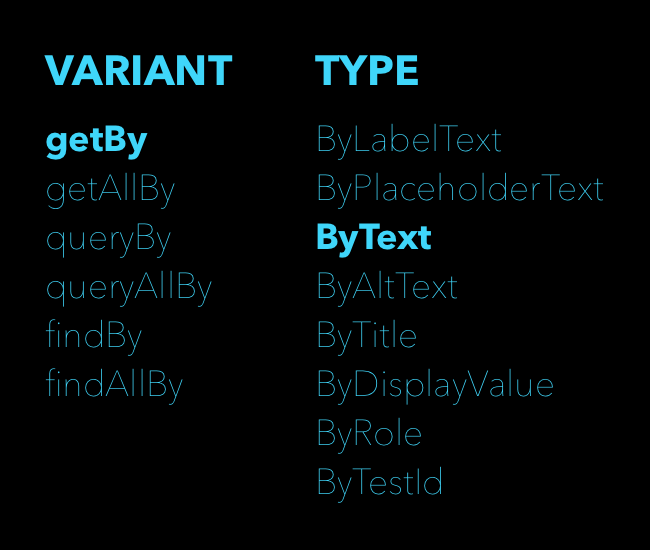 VARIANT
getBy
getAllBy
queryBy
queryAllBy
findBy
findAllBy
TYPE
ByLabelText
ByPlaceholderText
ByText
ByAltText
ByTitle
ByDisplayValue
ByRole
ByTestId